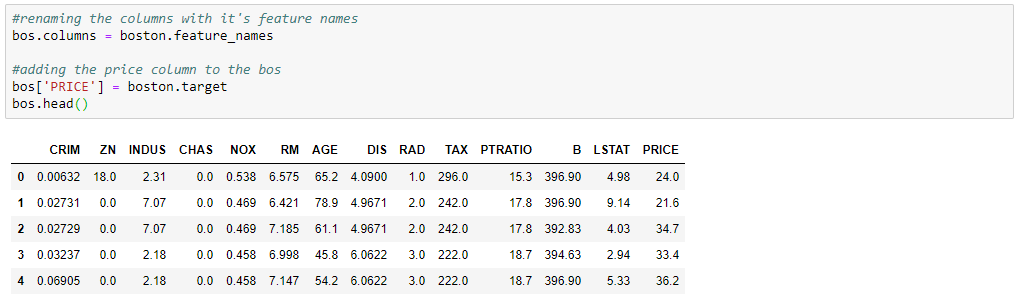 #renaming the columns with it's feature names
bos.columns = boston.feature_names
#adding the price column to the bos
bos['PRICE'] = boston.target
bos.head()
CRIM ZN INDUS CHAS NOX RM AGE DIS RAD TAX PTRATIO B LSTAT PRICE
0 0.00632 18.0 2.31 0.0 0.538 6.575 65.2 4.0900 1.0 296.0 15.3 396.90 4.98 24.0
1 0.02731 0.0 7.07 0.0 0.469 6.421 78.9 4.9671 2.0 242.0 17.8 396.90 9.14 21.6
2 0.02729 0.0 7.07 0.0 0.469 7.185 61.1 4.9671 2.0 242.0 17.8 392.83 4.03 34.7
3 0.03237 0.0 2.18 0.0 0.458 6.998 45.8 6.0622 3.0 222.0 18.7 394.63 2.94 33.4
4 0.06905 0.0 2.18 0.0 0.458 7.147 54.2 6.0622 3.0 222.0 18.7 396.90 5.33 36.2